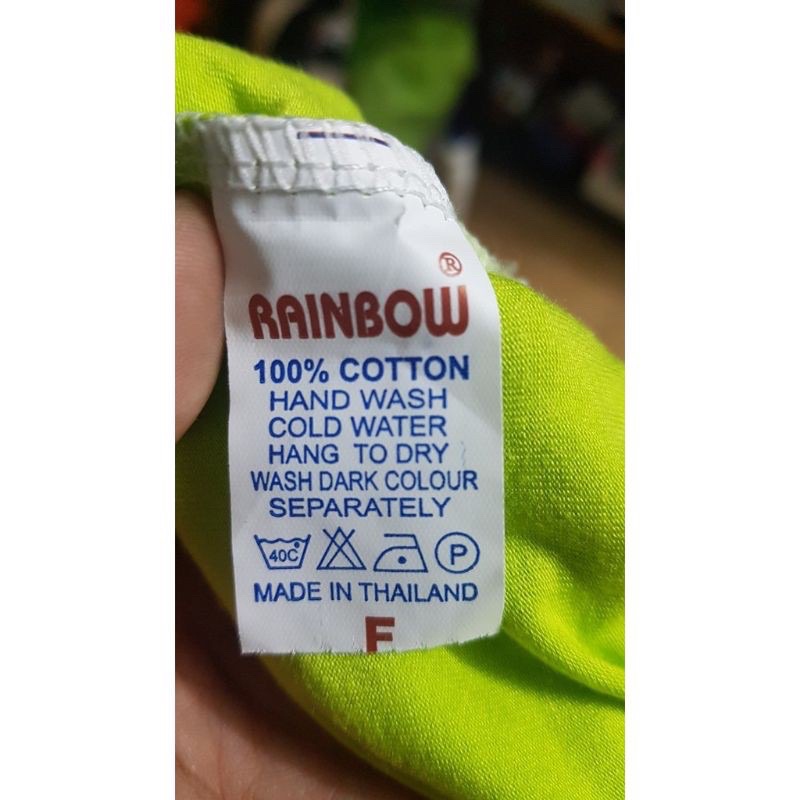 RAINBOW ®
100% COTTON
HAND WASH
COLD WATER
HANG TO DRY
WASH DARK COLOUR
SEPARATELY
40C P
MADE IN THAILAND
F